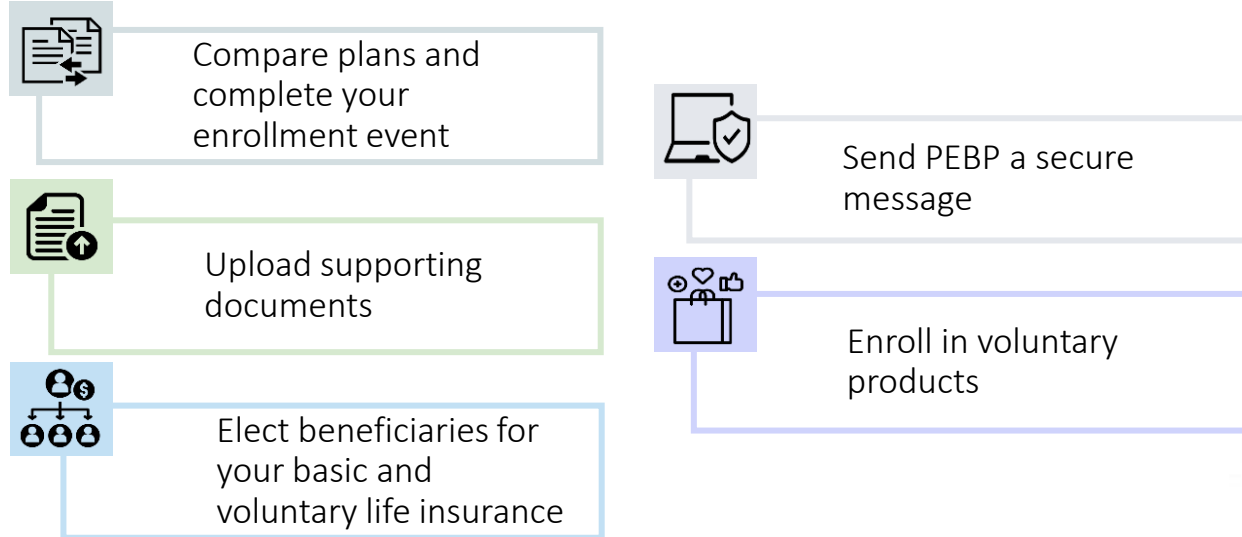 Compare plans and
complete your
enrollment event
Upload supporting
documents
Elect beneficiaries for
your basic and
voluntary life insurance
Send PEBP a secure
message
Enroll in voluntary
products